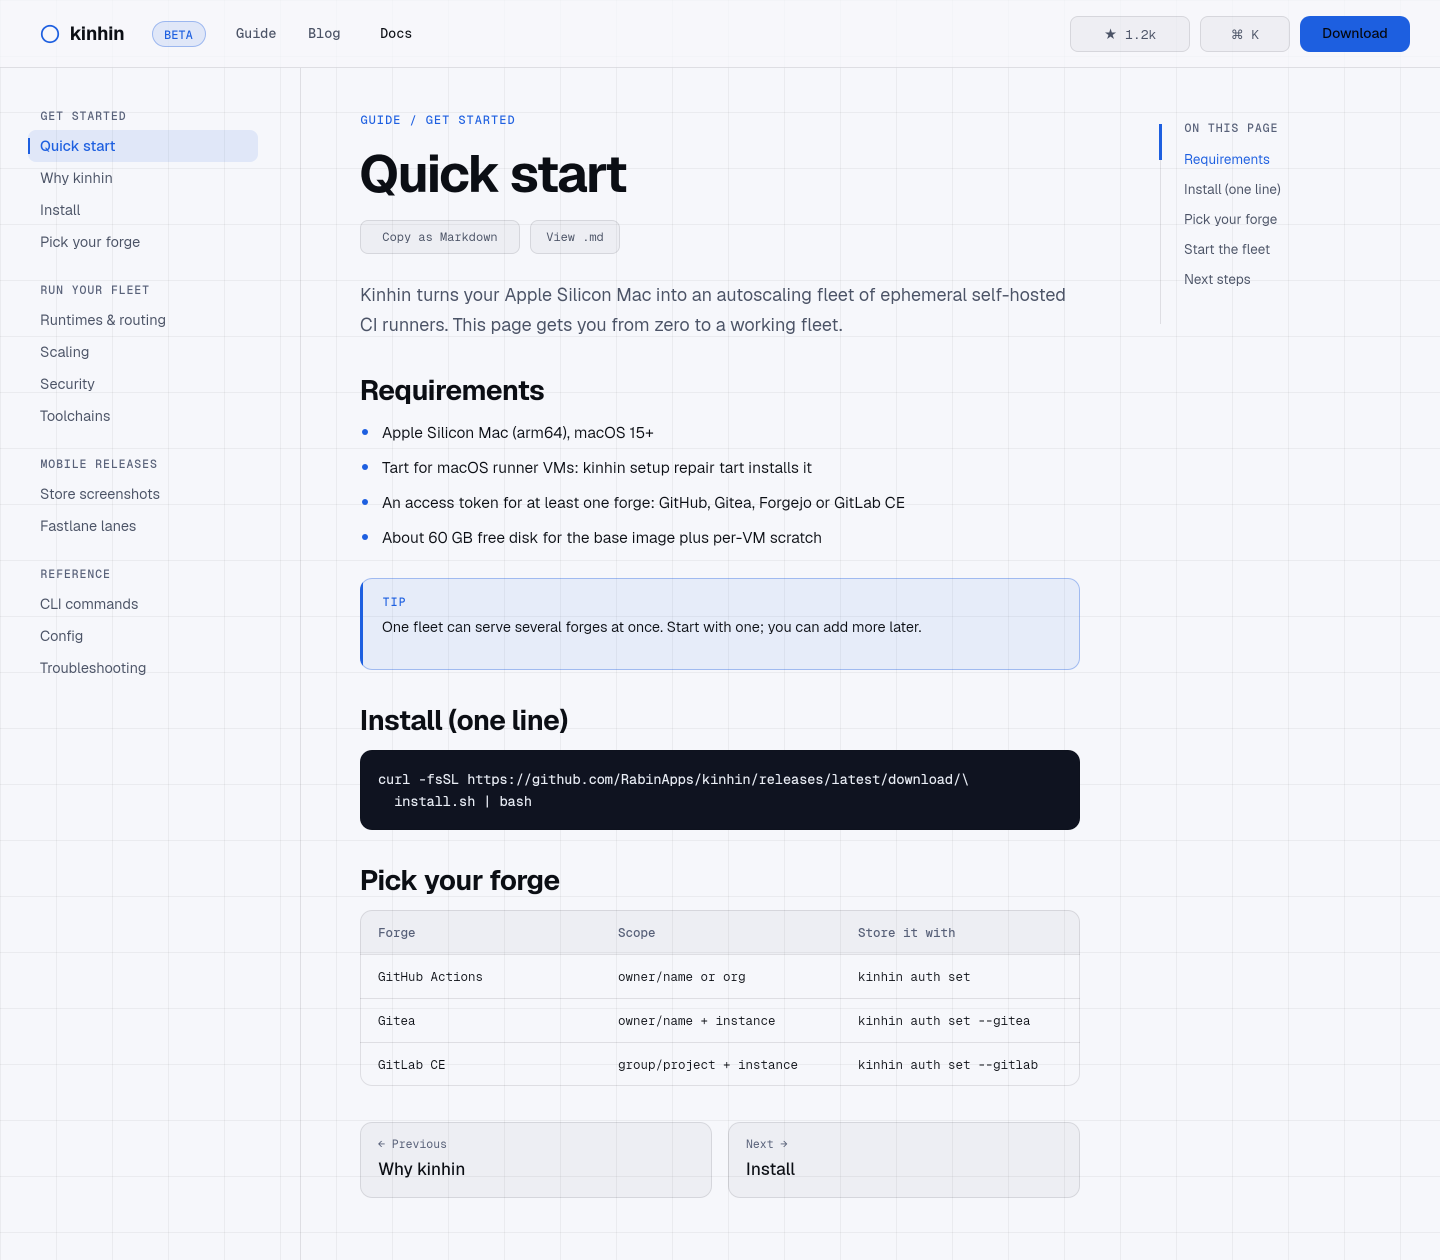 kinhin
BETA
Guide
Blog
Docs
★ 1.2k
⌘ K
Download
GET STARTED
Quick start
Why kinhin
Install
Pick your forge
RUN YOUR FLEET
Runtimes & routing
Scaling
Security
Toolchains
MOBILE RELEASES
Store screenshots
Fastlane lanes
REFERENCE
CLI commands
Config
Troubleshooting
GUIDE / GET STARTED
Quick start
Copy as Markdown
View .md
Kinhin turns your Apple Silicon Mac into an autoscaling fleet of ephemeral self-hosted
CI runners. This page gets you from zero to a working fleet.
Requirements
• Apple Silicon Mac (arm64), macOS 15+
• Tart for macOS runner VMs: kinhin setup repair tart installs it
• An access token for at least one forge: GitHub, Gitea, Forgejo or GitLab CE
• About 60 GB free disk for the base image plus per-VM scratch
TIP
One fleet can serve several forges at once. Start with one; you can add more later.
Install (one line)
curl -fsSL https://github.com/RabinApps/kinhin/releases/latest/download/\
install.sh | bash
Pick your forge
Forge Scope Store it with
GitHub Actions owner/name or org kinhin auth set
Gitea owner/name + instance kinhin auth set --gitea
GitLab CE group/project + instance kinhin auth set --gitlab
← Previous
Why kinhin
Next →
Install
ON THIS PAGE
Requirements
Install (one line)
Pick your forge
Start the fleet
Next steps